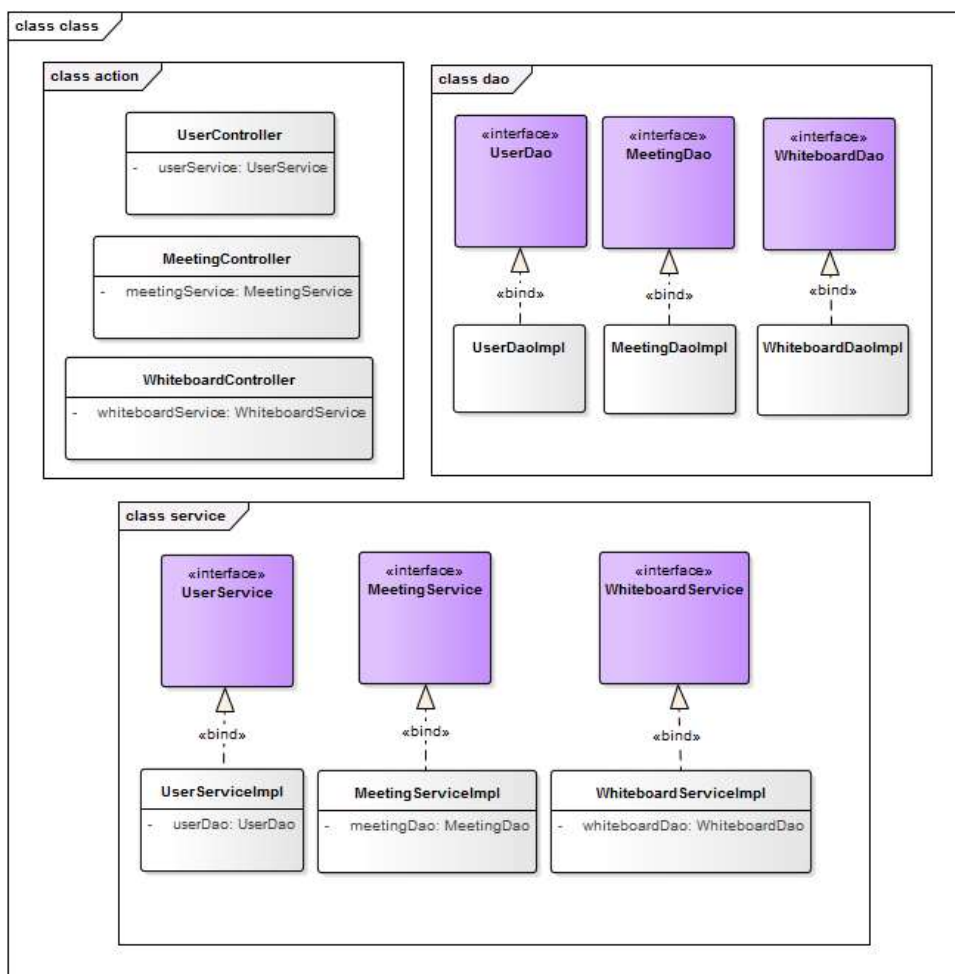 class class
class action
UserController
- userService: UserService
MeetingController
- meetingService: MeetingService
WhiteboardController
- whiteboardService: WhiteboardService
class dao
«interface»
UserDao
«interface»
MeetingDao
«interface»
WhiteboardDao
«bind»
«bind»
«bind»
UserDaoImpl
MeetingDaoImpl
WhiteboardDaoImpl
class service
«interface»
UserService
«interface»
MeetingService
«interface»
WhiteboardService
«bind»
«bind»
«bind»
UserServiceImpl
- userDao: UserDao
MeetingServiceImpl
- meetingDao: MeetingDao
WhiteboardServiceImpl
- whiteboardDao: WhiteboardDao